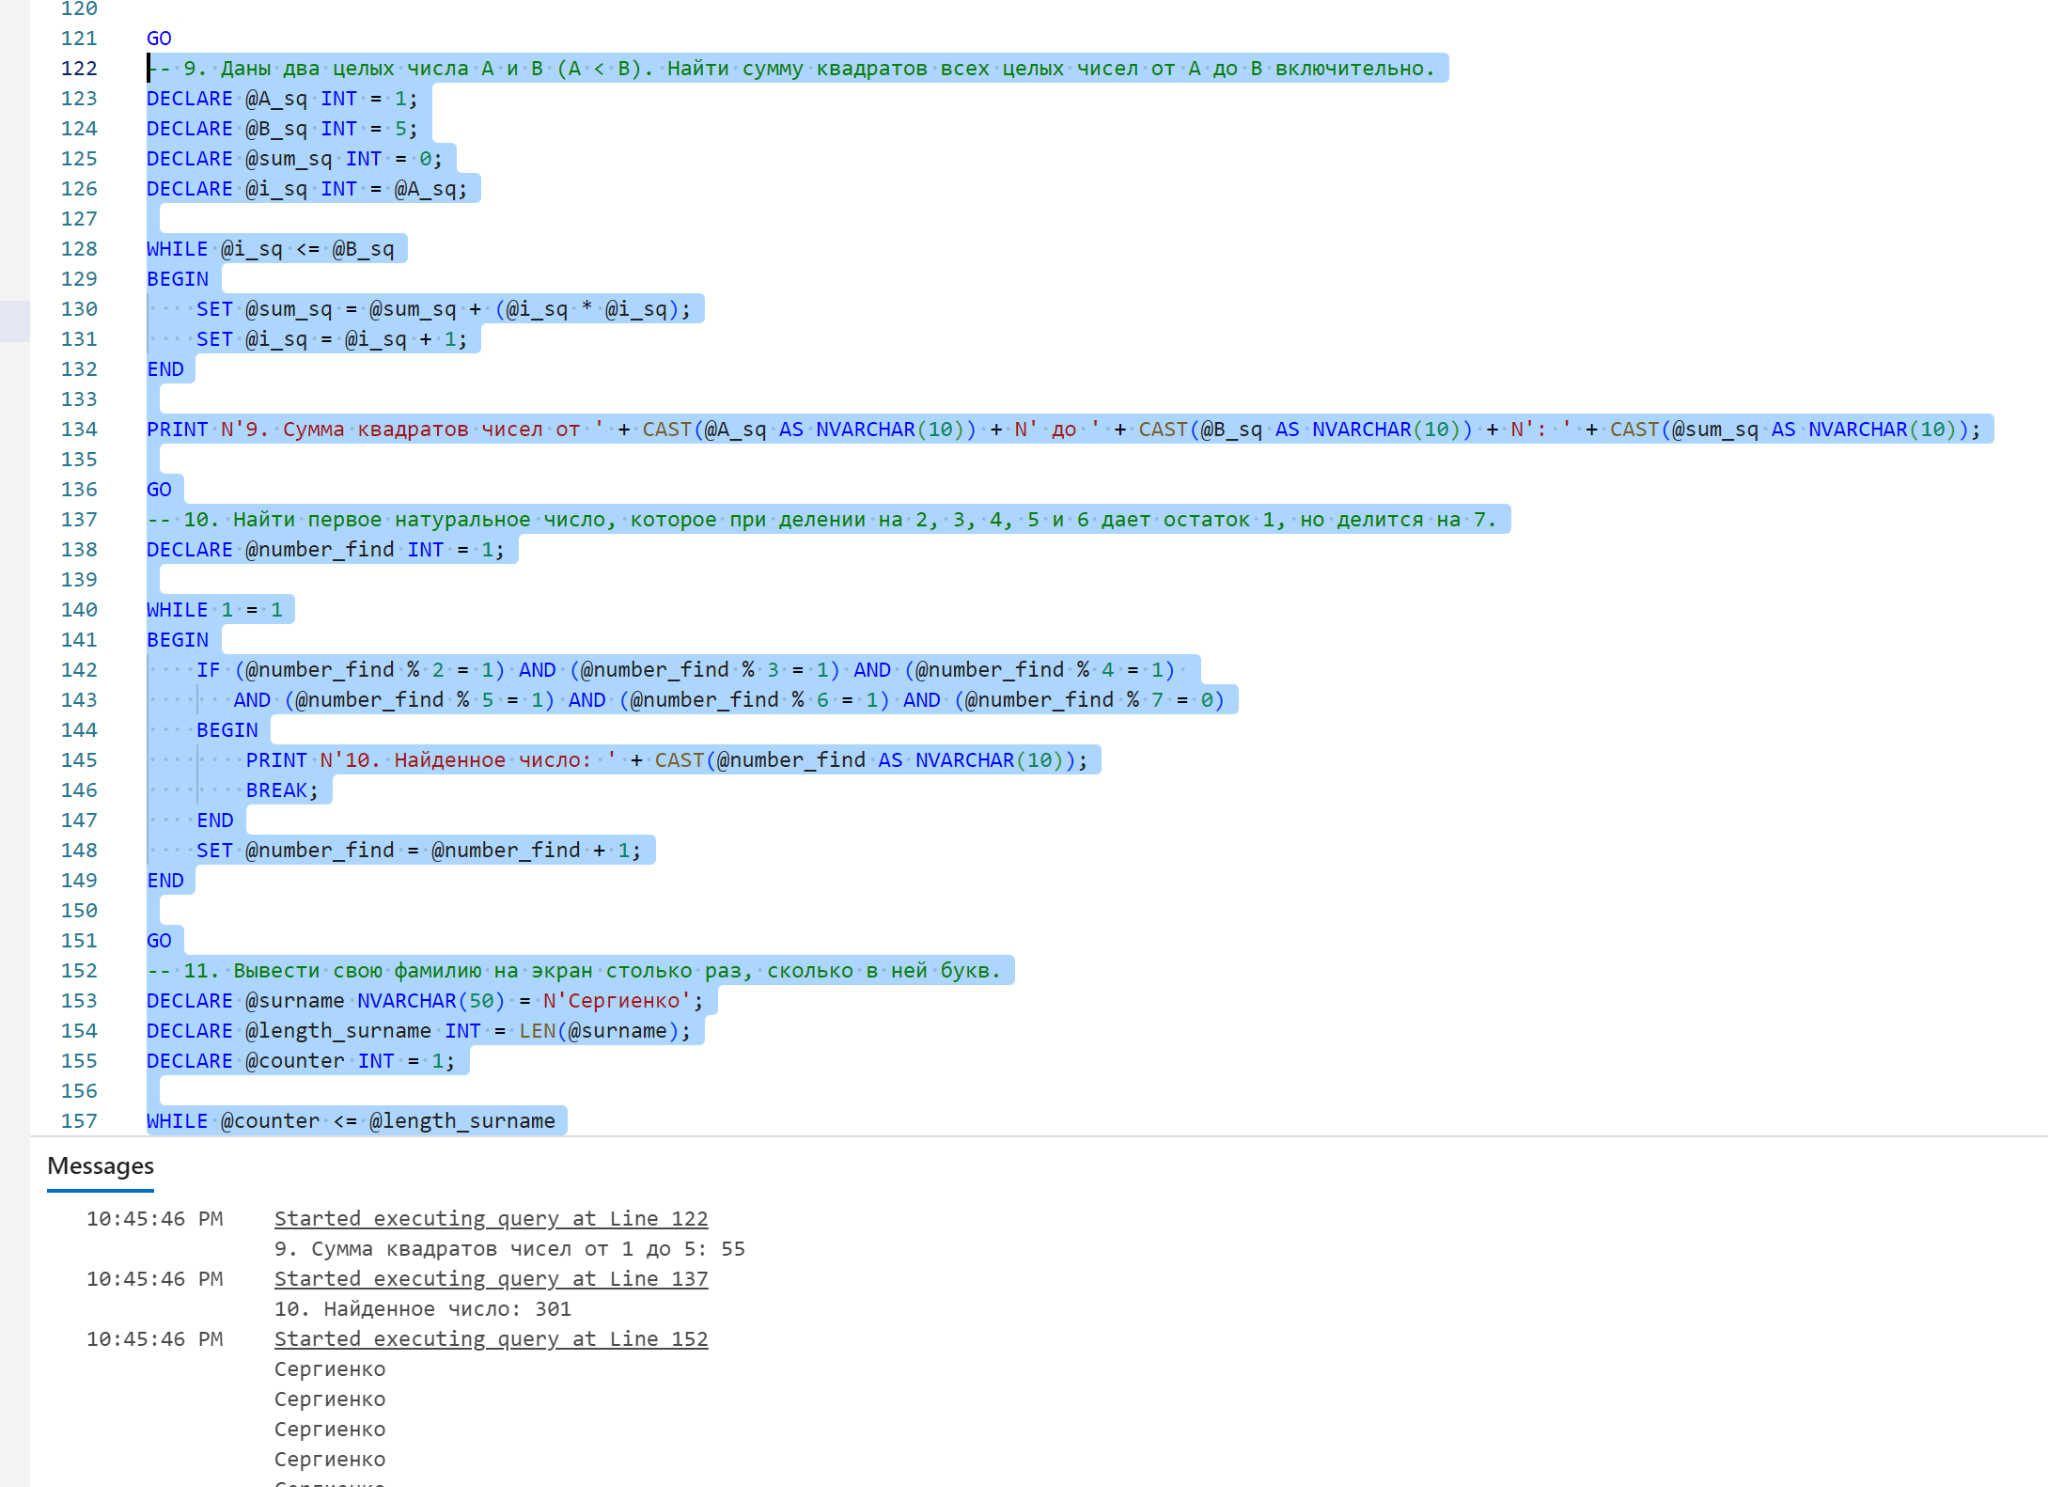 120
121 GO
122 -- 9. Даны два целых числа A и B (A < B). Найти сумму квадратов всех целых чисел от A до B включительно.
123 DECLARE @A_sq INT = 1;
124 DECLARE @B_sq INT = 5;
125 DECLARE @sum_sq INT = 0;
126 DECLARE @i_sq INT = @A_sq;
127
128 WHILE @i_sq <= @B_sq
129 BEGIN
130     SET @sum_sq = @sum_sq + (@i_sq * @i_sq);
131     SET @i_sq = @i_sq + 1;
132 END
133
134 PRINT N'9. Сумма квадратов чисел от ' + CAST(@A_sq AS NVARCHAR(10)) + N' до ' + CAST(@B_sq AS NVARCHAR(10)) + N': ' + CAST(@sum_sq AS NVARCHAR(10));
135
136 GO
137 -- 10. Найти первое натуральное число, которое при делении на 2, 3, 4, 5 и 6 дает остаток 1, но делится на 7.
138 DECLARE @number_find INT = 1;
139
140 WHILE 1 = 1
141 BEGIN
142     IF (@number_find % 2 = 1) AND (@number_find % 3 = 1) AND (@number_find % 4 = 1)
143        AND (@number_find % 5 = 1) AND (@number_find % 6 = 1) AND (@number_find % 7 = 0)
144     BEGIN
145         PRINT N'10. Найденное число: ' + CAST(@number_find AS NVARCHAR(10));
146         BREAK;
147     END
148     SET @number_find = @number_find + 1;
149 END
150
151 GO
152 -- 11. Вывести свою фамилию на экран столько раз, сколько в ней букв.
153 DECLARE @surname NVARCHAR(50) = N'Сергиенко';
154 DECLARE @length_surname INT = LEN(@surname);
155 DECLARE @counter INT = 1;
156
157 WHILE @counter <= @length_surname
Messages
10:45:46 PM Started executing query at Line 122
9. Сумма квадратов чисел от 1 до 5: 55
10:45:46 PM Started executing query at Line 137
10. Найденное число: 301
10:45:46 PM Started executing query at Line 152
Сергиенко
Сергиенко
Сергиенко
Сергиенко